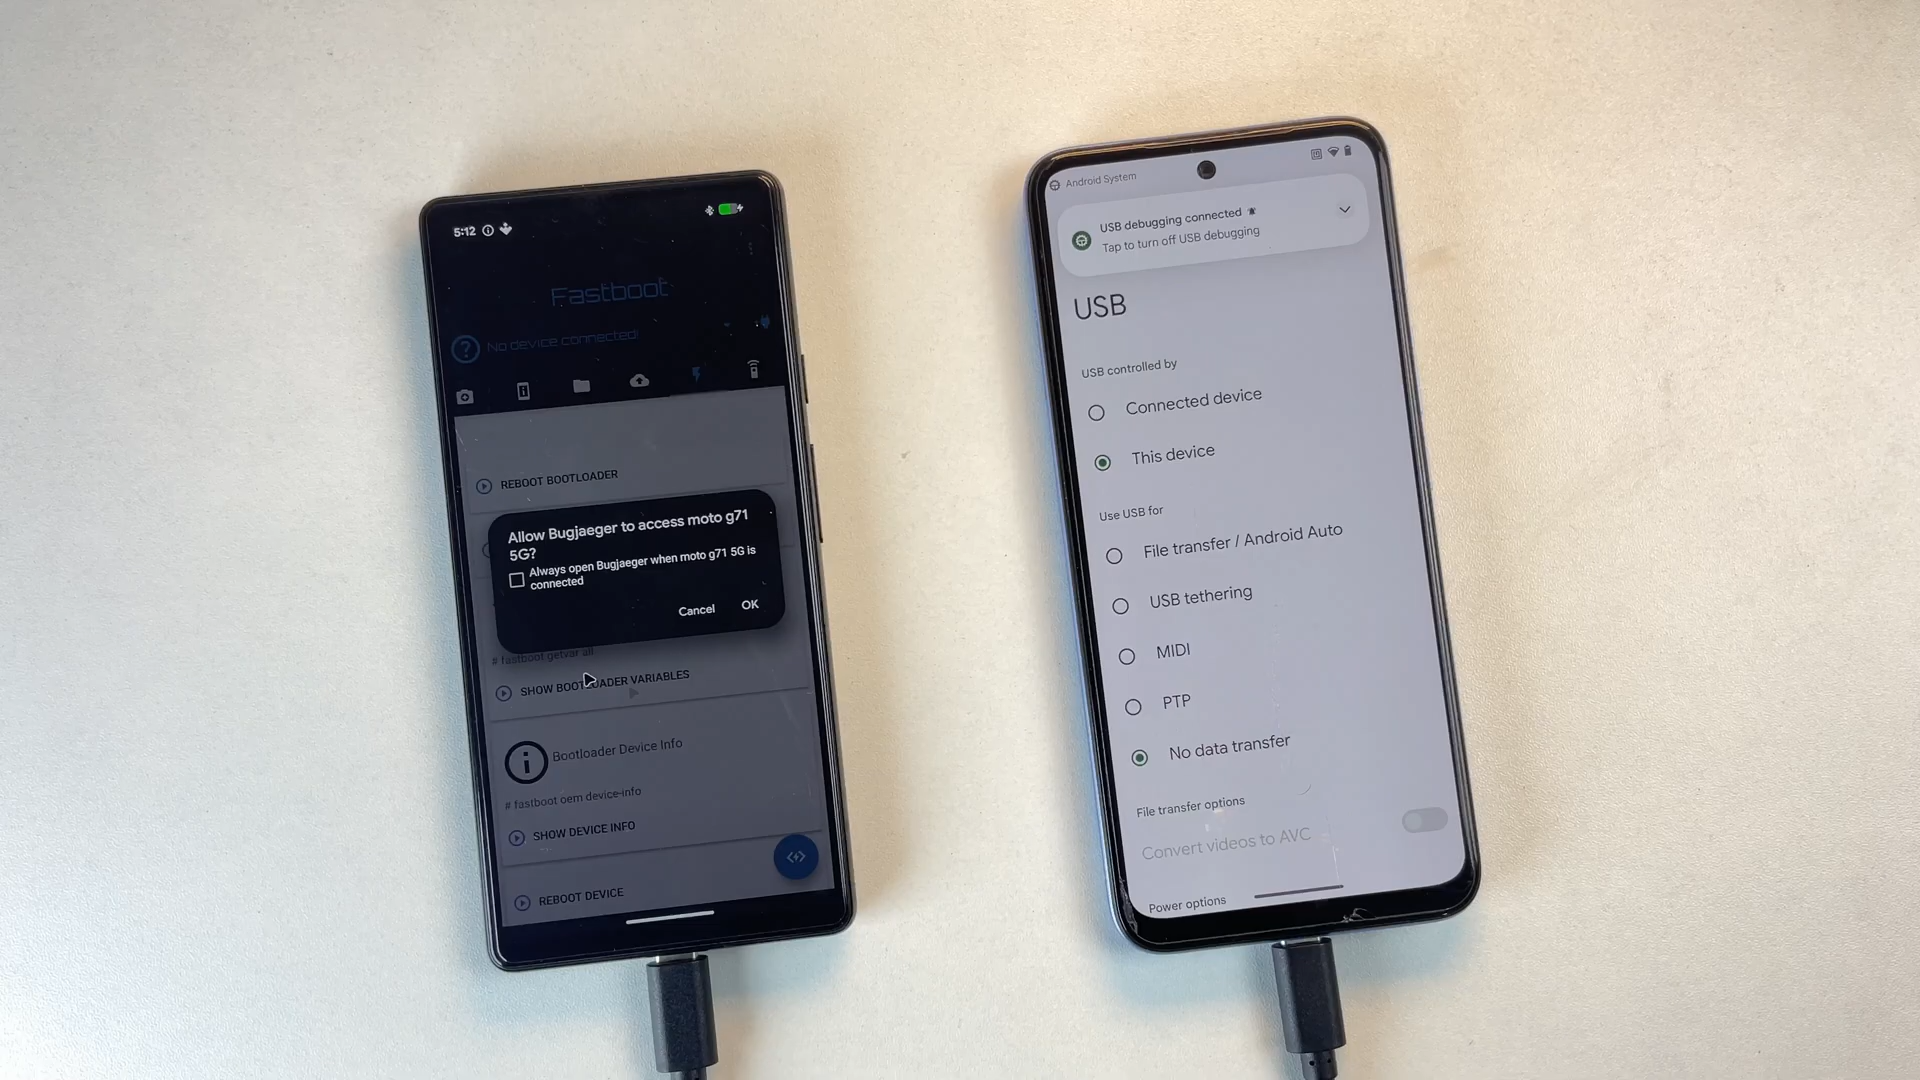 5:12
Fastboot
No device connected!
REBOOT BOOTLOADER
Allow Bugjaeger to access moto g71
5G?
Always open Bugjaeger when moto g71 5G is
connected
Cancel
OK
# fastboot getvar all
SHOW BOOTLOADER VARIABLES
Bootloader Device Info
# fastboot oem device-info
SHOW DEVICE INFO
REBOOT DEVICE
Android System
USB debugging connected
Tap to turn off USB debugging
USB
USB controlled by
Connected device
This device
Use USB for
File transfer / Android Auto
USB tethering
MIDI
PTP
No data transfer
File transfer options
Convert videos to AVC
Power options